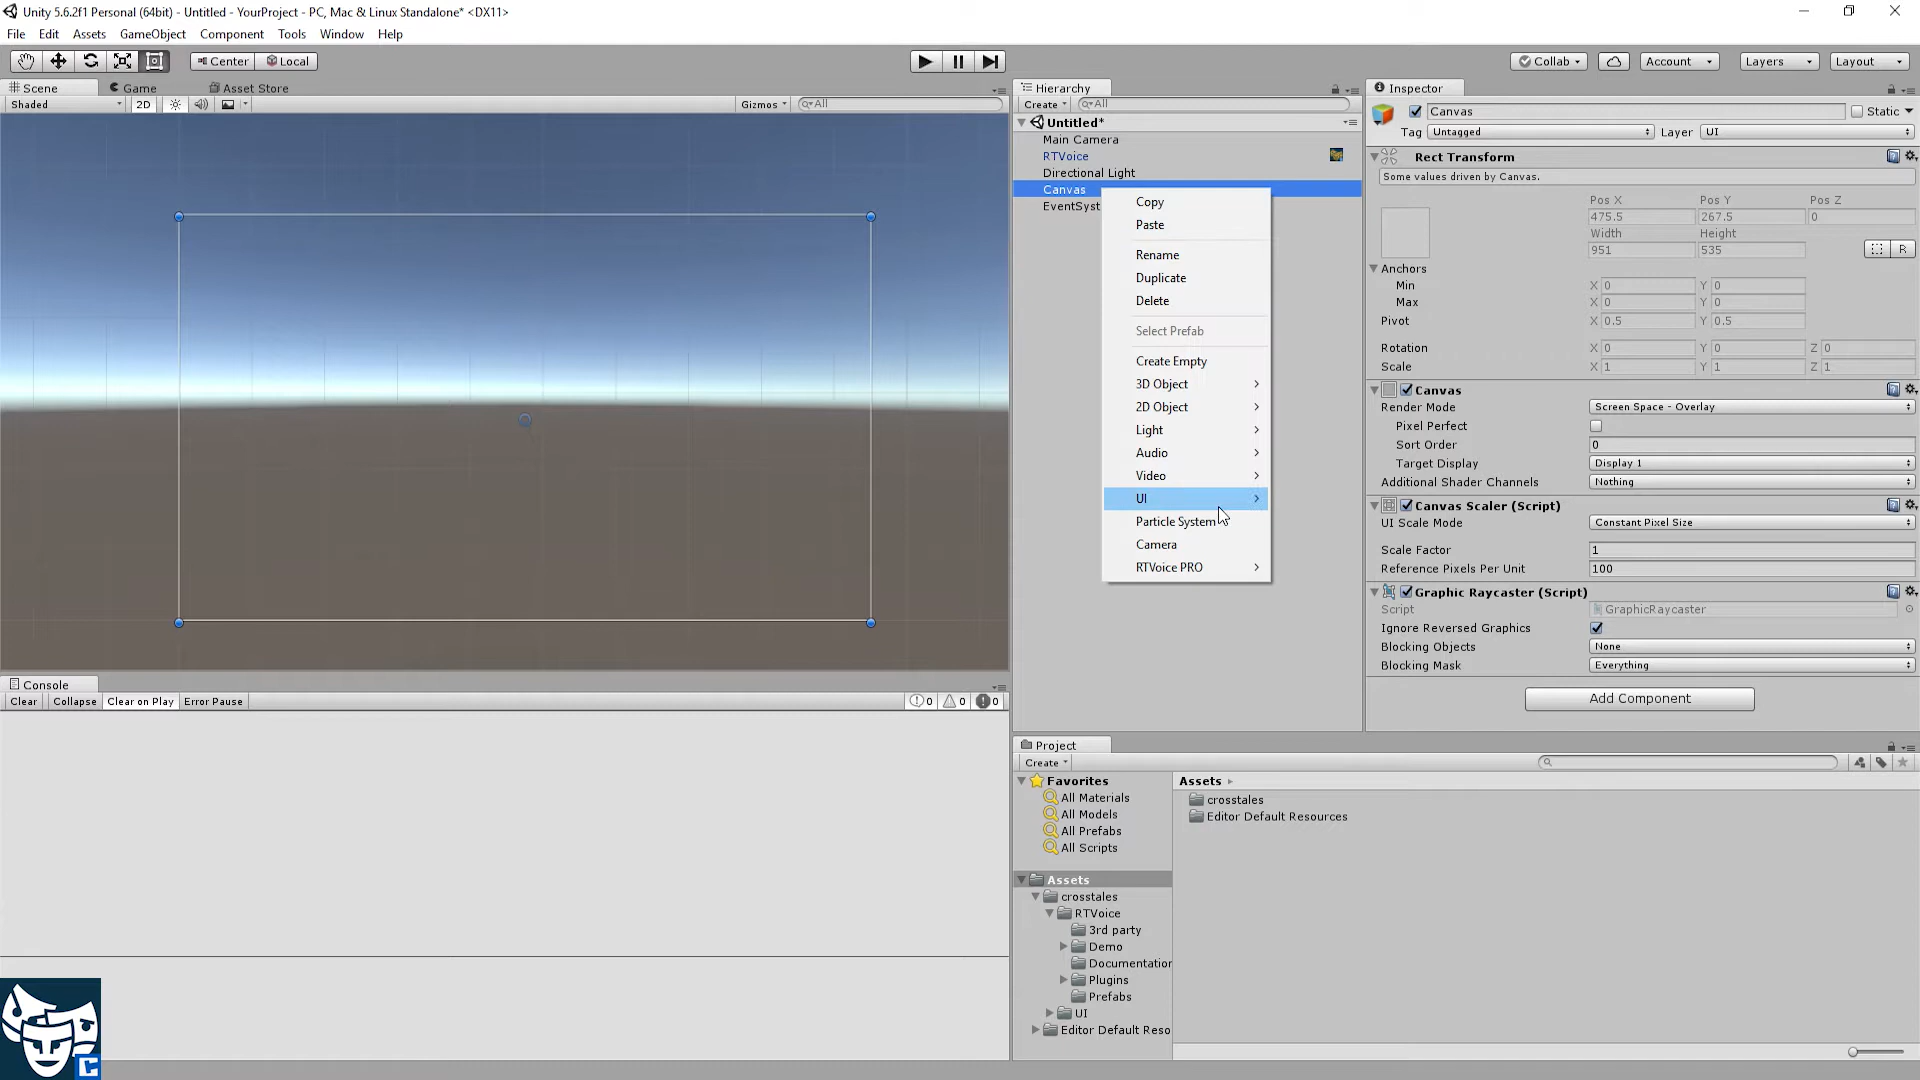 Unity 5.6.2f1 Personal (64bit) - Untitled - YourProject - PC, Mac & Linux Standalone* <DX11>
File Edit Assets GameObject Component Tools Window Help
Center Local
Collab Account Layers Layout
Scene Game Asset Store
Shaded 2D Gizmos All
Hierarchy
Create All
Untitled*
Main Camera
RTVoice
Directional Light
Canvas
EventSyst
Copy
Paste
Rename
Duplicate
Delete
Select Prefab
Create Empty
3D Object
2D Object
Light
Audio
Video
UI
Particle System
Camera
RTVoice PRO
Inspector
Canvas Static
Tag Untagged Layer UI
Rect Transform
Some values driven by Canvas.
Pos X Pos Y Pos Z
475.5 267.5 0
Width Height
951 535 R
Anchors
Min X 0 Y 0
Max X 0 Y 0
Pivot X 0.5 Y 0.5
Rotation X 0 Y 0 Z 0
Scale X 1 Y 1 Z 1
Canvas
Render Mode Screen Space - Overlay
Pixel Perfect
Sort Order 0
Target Display Display 1
Additional Shader Channels Nothing
Canvas Scaler (Script)
UI Scale Mode Constant Pixel Size
Scale Factor 1
Reference Pixels Per Unit 100
Graphic Raycaster (Script)
Script GraphicRaycaster
Ignore Reversed Graphics
Blocking Objects None
Blocking Mask Everything
Add Component
Console
Clear Collapse Clear on Play Error Pause 0 0 0
Project
Create
Favorites
All Materials
All Models
All Prefabs
All Scripts
Assets
crosstales
RTVoice
3rd party
Demo
Documentation
Plugins
Prefabs
UI
Editor Default Reso
Assets
crosstales
Editor Default Resources
C